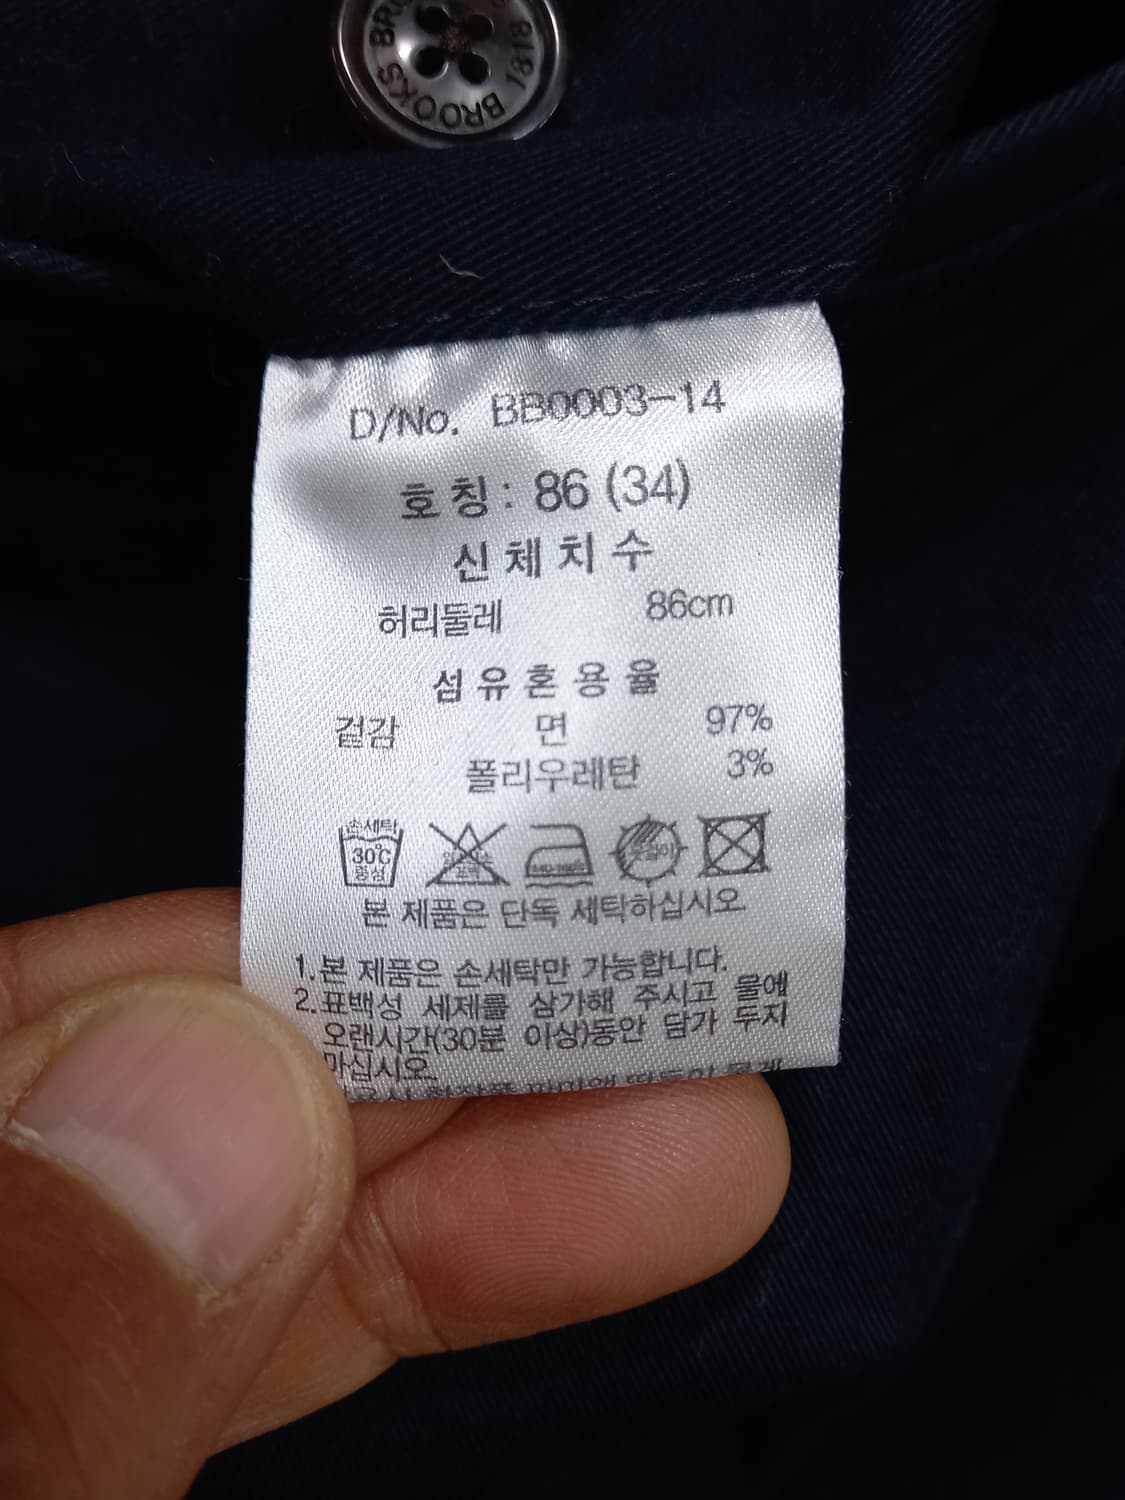 BROOKS BRO
1818
D/No. BB0003-14
호칭: 86 (34)
신체치수
허리둘레 86cm
섬유혼용율
겉감 면 97%
폴리우레탄 3%
손세탁
30℃
중성
본 제품은 단독 세탁하십시오
1.본 제품은 손세탁만 가능합니다.
2.표백성 세제를 삼가해 주시고 물에
오랜시간(30분 이상)동안 담가 두지
마십시오.